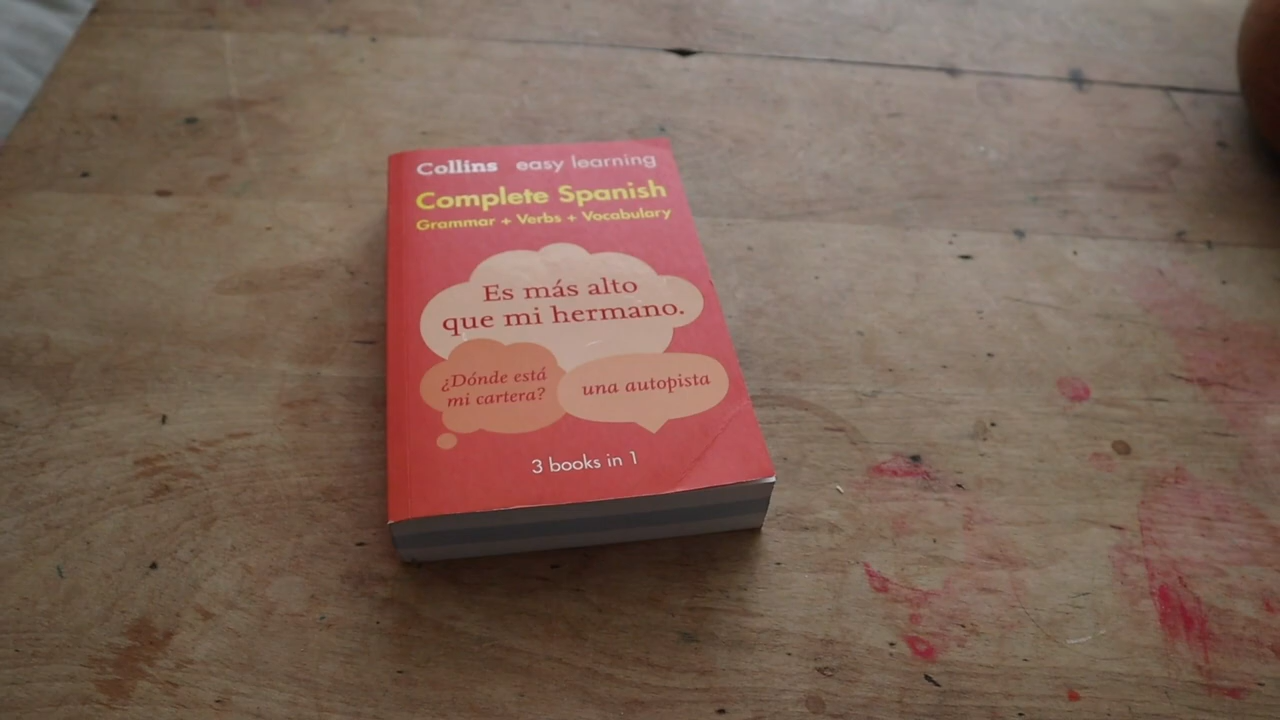 Collins easy learning
Complete Spanish
Grammar + Verbs + Vocabulary
Es más alto
que mi hermano.
¿Dónde está
mi cartera?
una autopista
3 books in 1